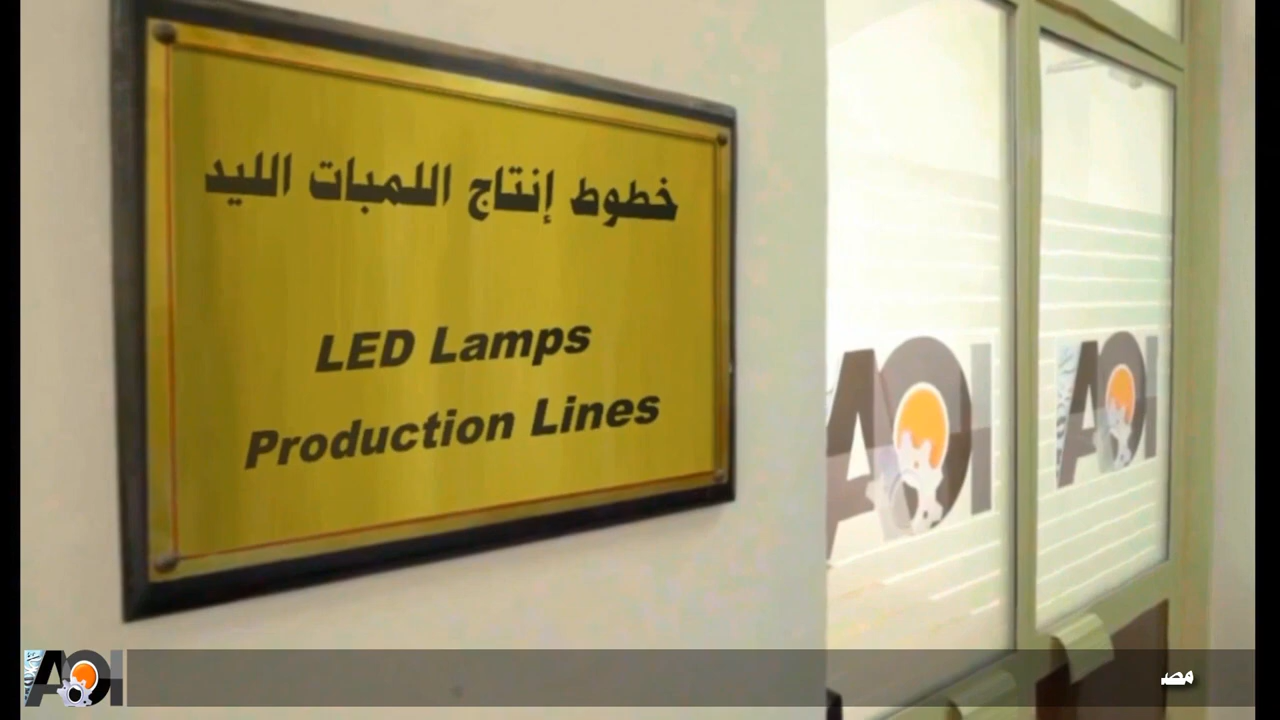 خطوط إنتاج اللمبات الليد
LED Lamps
Production Lines
AOI
AOI
AOI
مصد